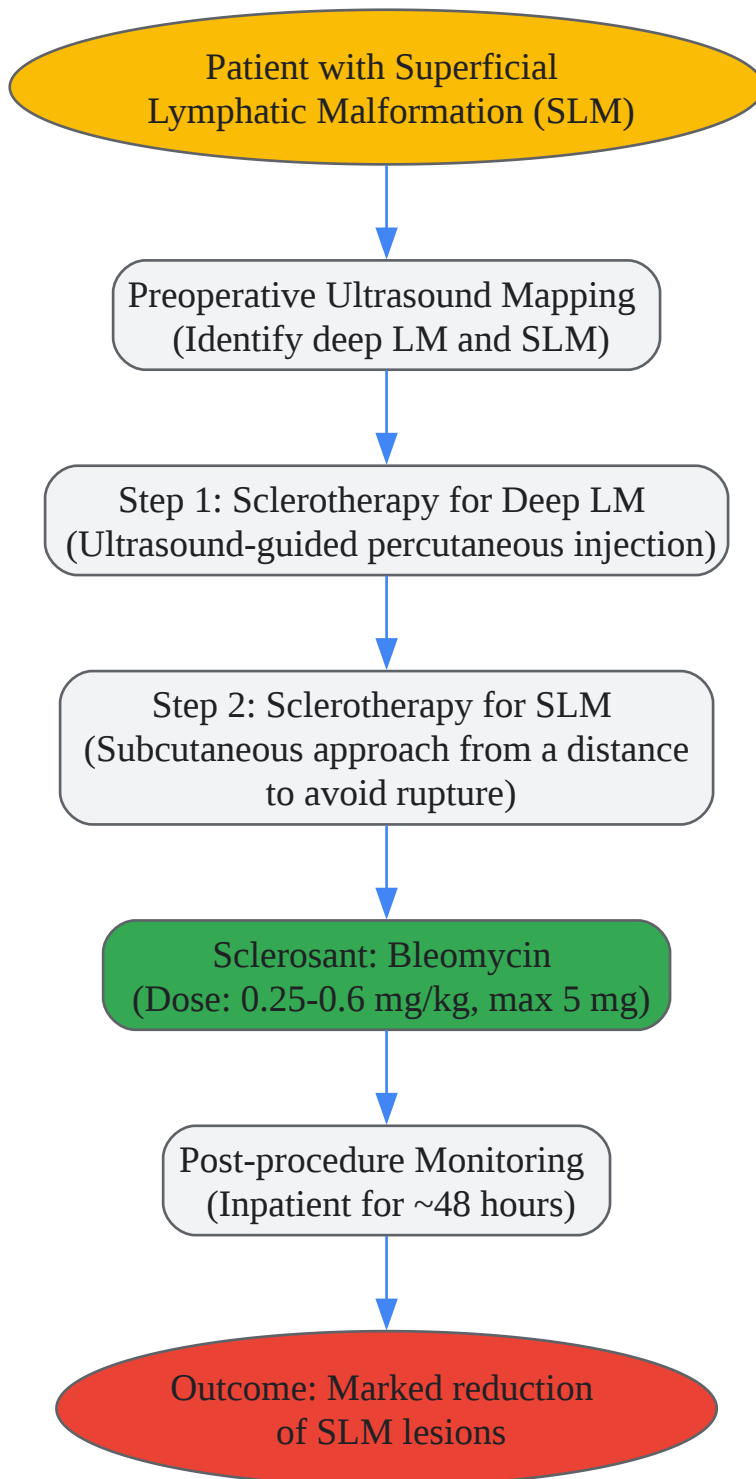 Patient with Superficial
Lymphatic Malformation (SLM)
Preoperative Ultrasound Mapping
(Identify deep LM and SLM)
Step 1: Sclerotherapy for Deep LM
(Ultrasound-guided percutaneous injection)
Step 2: Sclerotherapy for SLM
(Subcutaneous approach from a distance
to avoid rupture)
Sclerosant: Bleomycin
(Dose: 0.25-0.6 mg/kg, max 5 mg)
Post-procedure Monitoring
(Inpatient for ~48 hours)
Outcome: Marked reduction
of SLM lesions